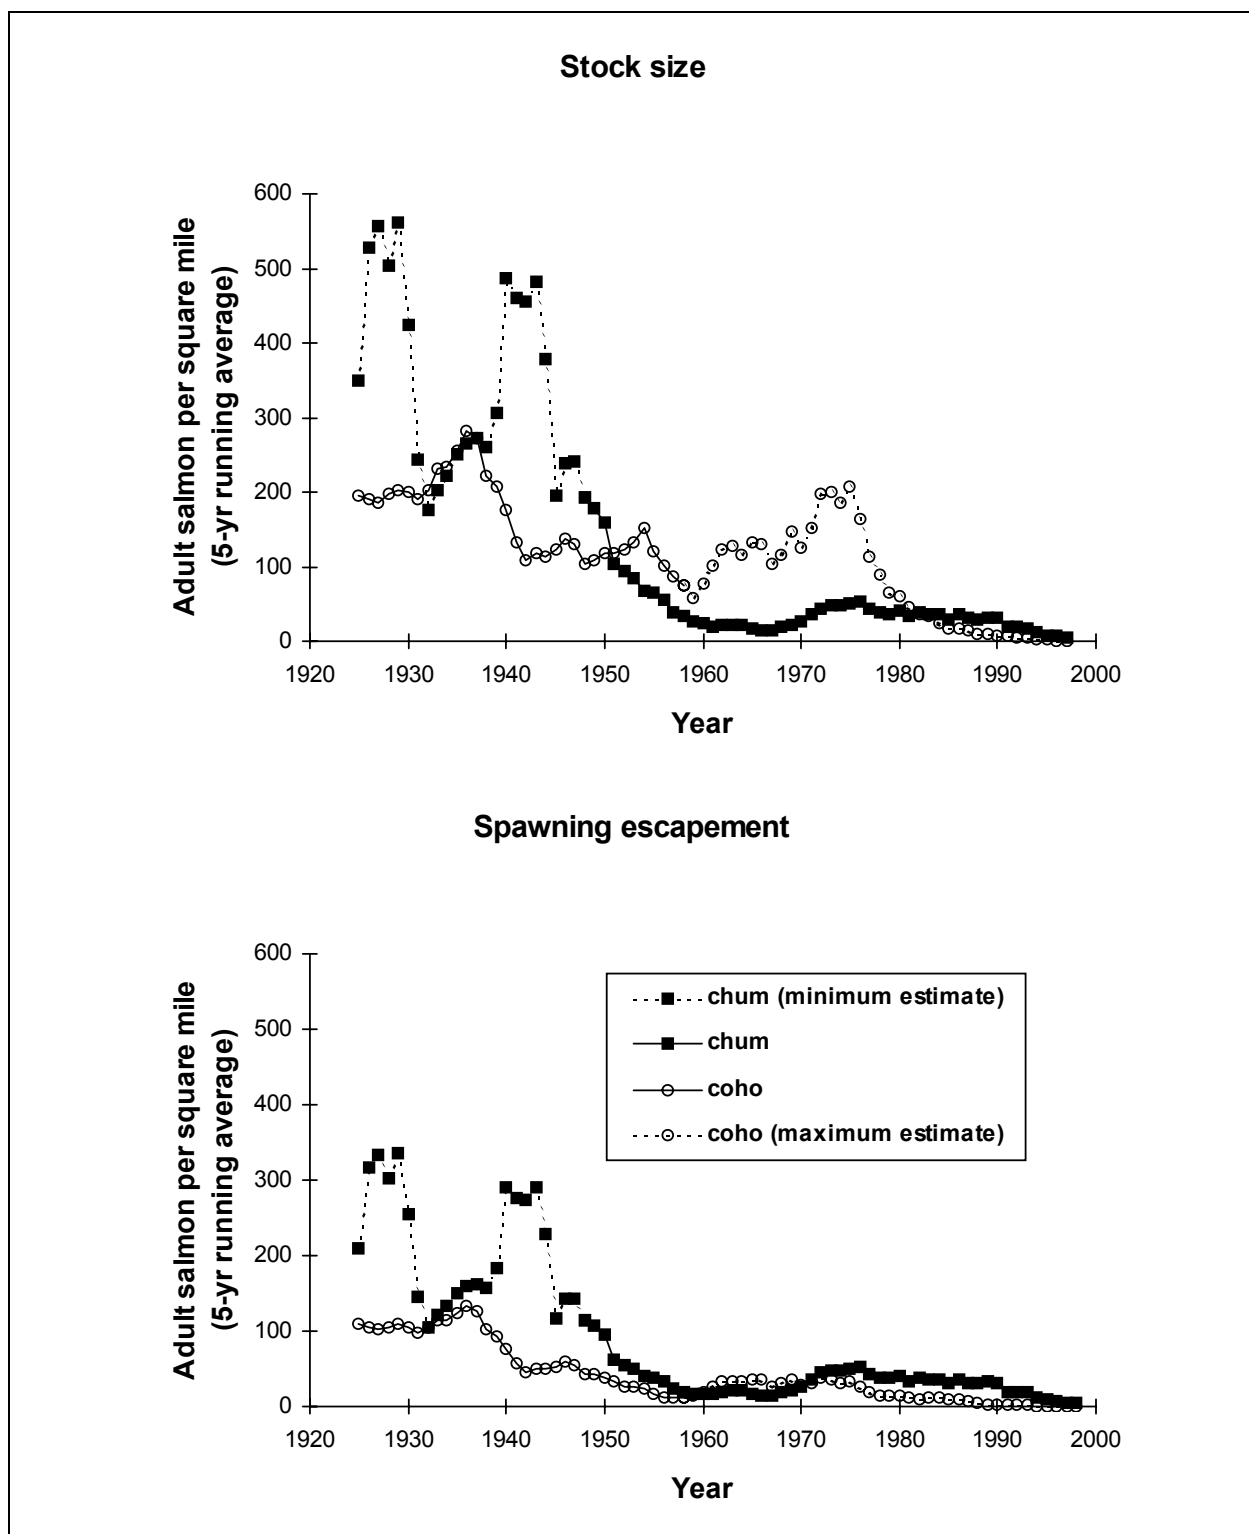 Stock size
Adult salmon per square mile
(5-yr running average)
600
500
400
300
200
100
0
1920 1930 1940 1950 1960 1970 1980 1990 2000
Year
Spawning escapement
Adult salmon per square mile
(5-yr running average)
600
500
400
300
200
100
0
chum (minimum estimate)
chum
coho
coho (maximum estimate)
1920 1930 1940 1950 1960 1970 1980 1990 2000
Year